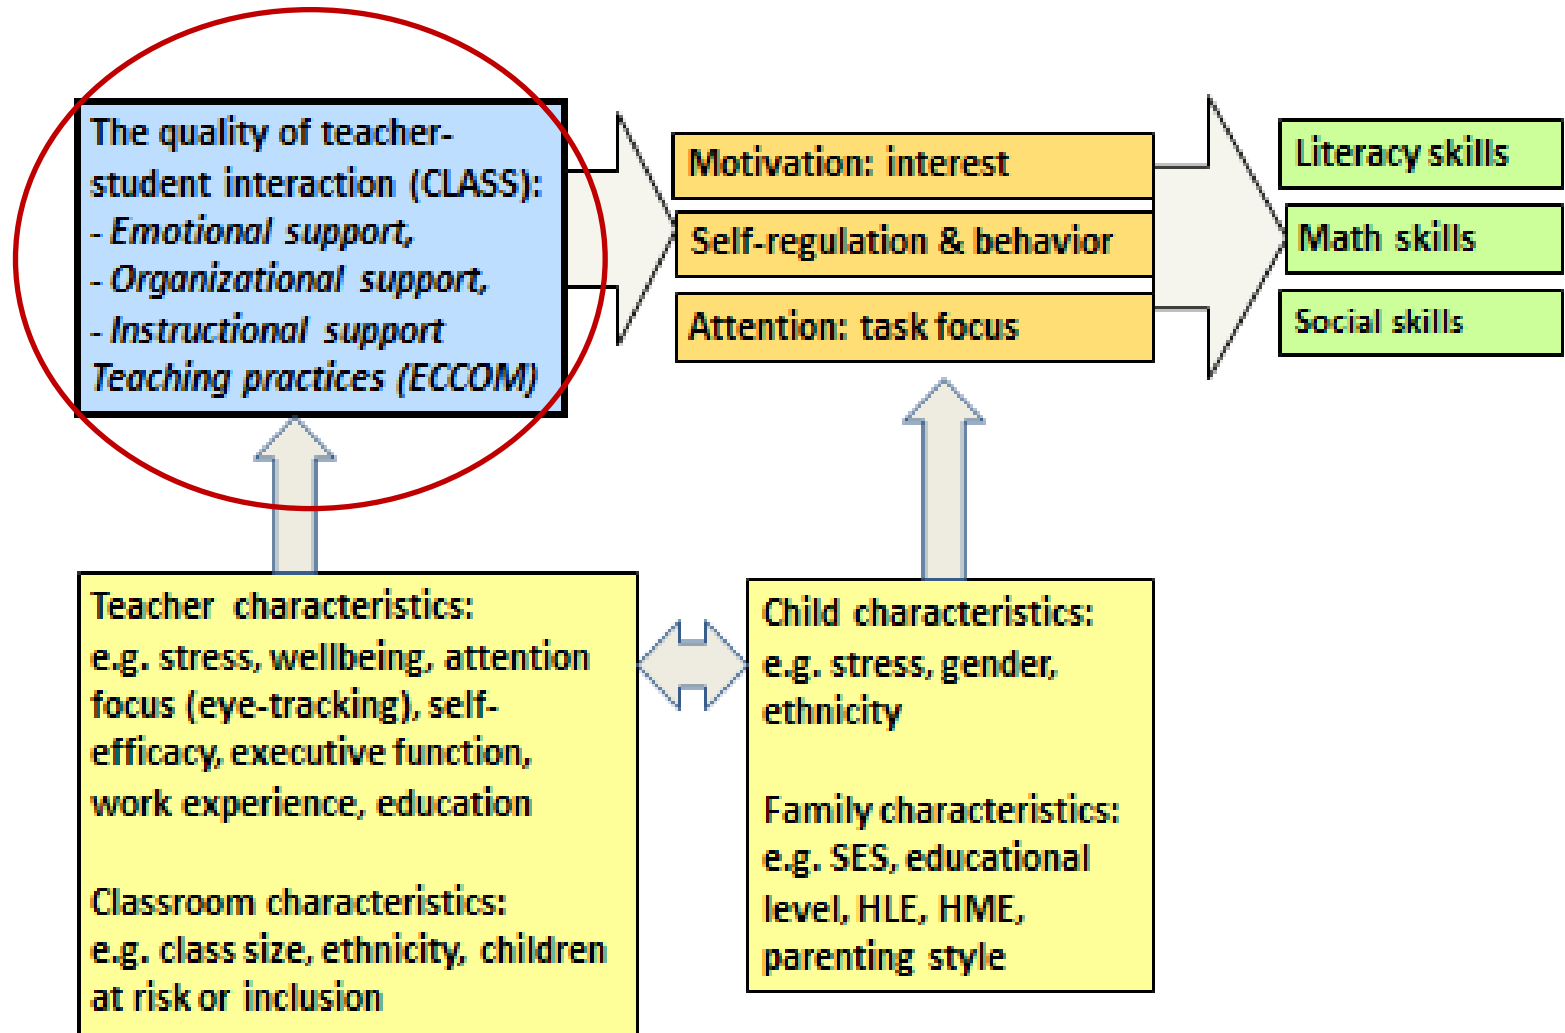 The quality of teacher-
student interaction (CLASS):
- Emotional support,
- Organizational support,
- Instructional support
Teaching practices (ECCOM)
Motivation: interest
Self-regulation & behavior
Attention: task focus
Literacy skills
Math skills
Social skills
Teacher characteristics:
e.g. stress, wellbeing, attention
focus (eye-tracking), self-
efficacy, executive function,
work experience, education
Classroom characteristics:
e.g. class size, ethnicity, children
at risk or inclusion
Child characteristics:
e.g. stress, gender,
ethnicity
Family characteristics:
e.g. SES, educational
level, HLE, HME,
parenting style